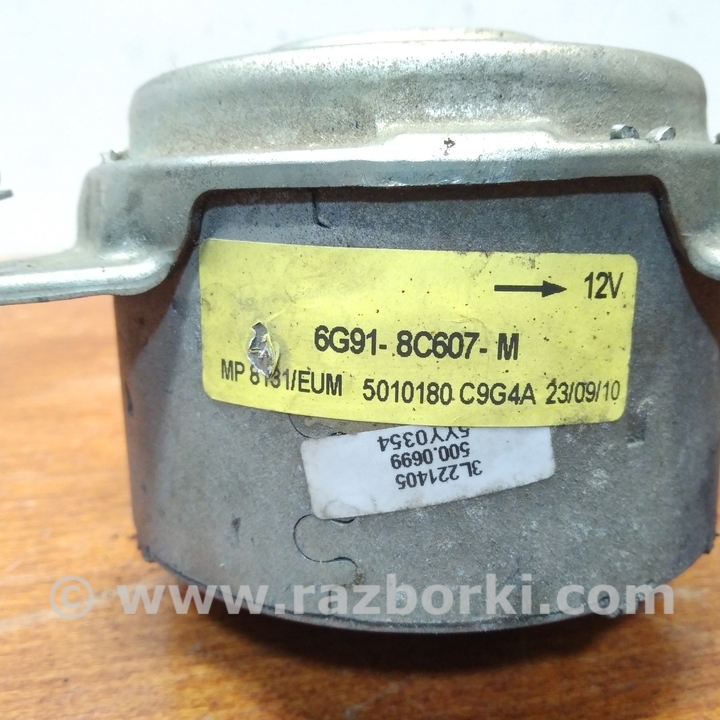 12V
6G91- 8C607- M
MP 8131/EUM 5010180 C9G4A 23/09/10
3L221405
500.0699
5YY0354
© www.razborki.com